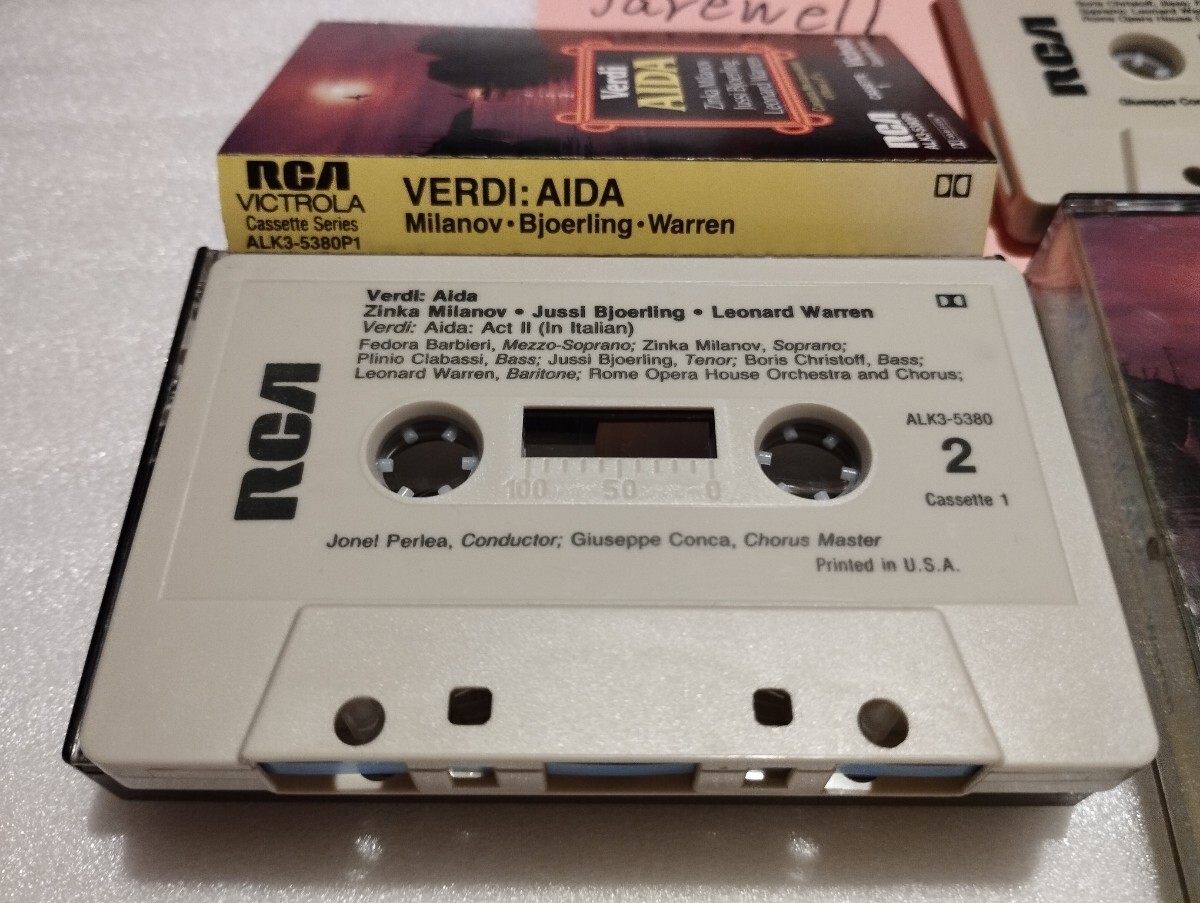 farewell
Verdi
AIDA
Zinka Milanov
Jussi Bjoerling
Leonard Warren
RCA
RCA
VICTROLA
Cassette Series
ALK3-5380P1
VERDI: AIDA
Milanov • Bjoerling • Warren
Verdi: Aida
Zinka Milanov • Jussi Bjoerling • Leonard Warren
Verdi: Aida: Act II (In Italian)
Fedora Barbieri, Mezzo-Soprano; Zinka Milanov, Soprano;
Plinio Clabassi, Bass; Jussi Bjoerling, Tenor; Boris Christoff, Bass;
Leonard Warren, Baritone; Rome Opera House Orchestra and Chorus;
RCA
ALK3-5380
2
Cassette 1
100 50 0
Jonel Perlea, Conductor; Giuseppe Conca, Chorus Master
Printed in U.S.A.
RCA
Rome Opera House
Giuseppe